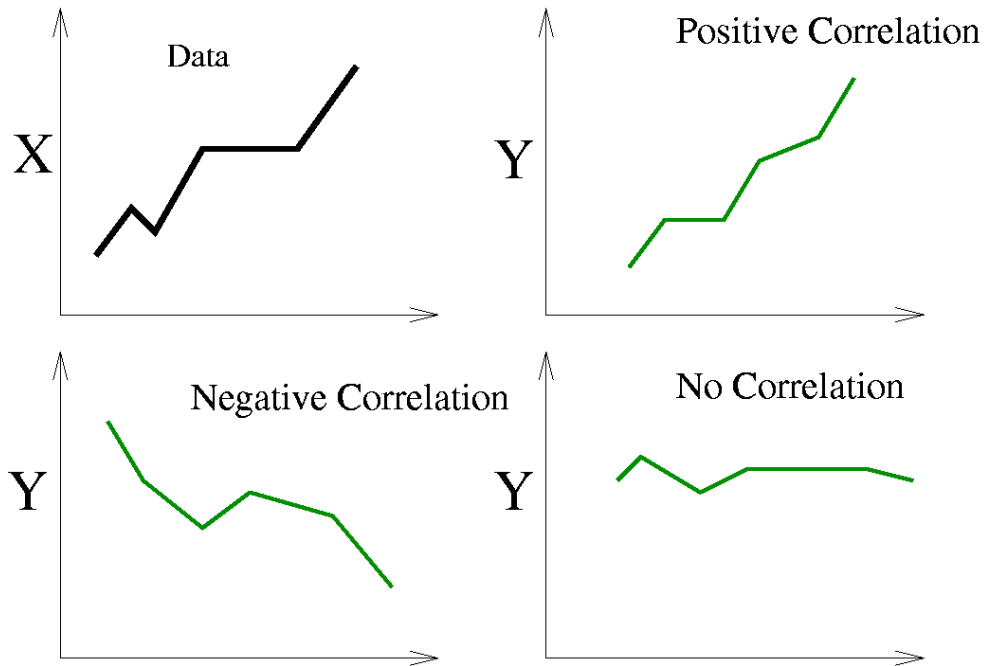 Data
X
Positive Correlation
Y
Negative Correlation
Y
No Correlation
Y